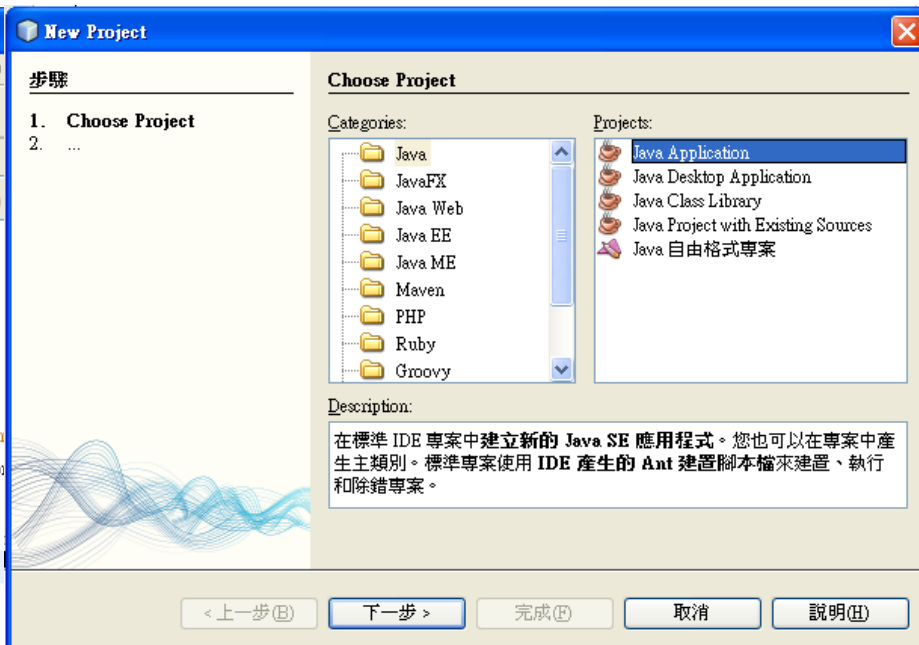 New Project
步驟
1. Choose Project
2. ...
Choose Project
Categories:
Java
JavaFX
Java Web
Java EE
Java ME
Maven
PHP
Ruby
Groovy
Projects:
Java Application
Java Desktop Application
Java Class Library
Java Project with Existing Sources
Java 自由格式專案
Description:
在標準 IDE 專案中建立新的 Java SE 應用程式。您也可以在專案中產
生主類別。標準專案使用 IDE 產生的 Ant 建置腳本檔來建置、執行
和除錯專案。
< 上一步(B)
下一步 >
完成(F)
取消
說明(H)